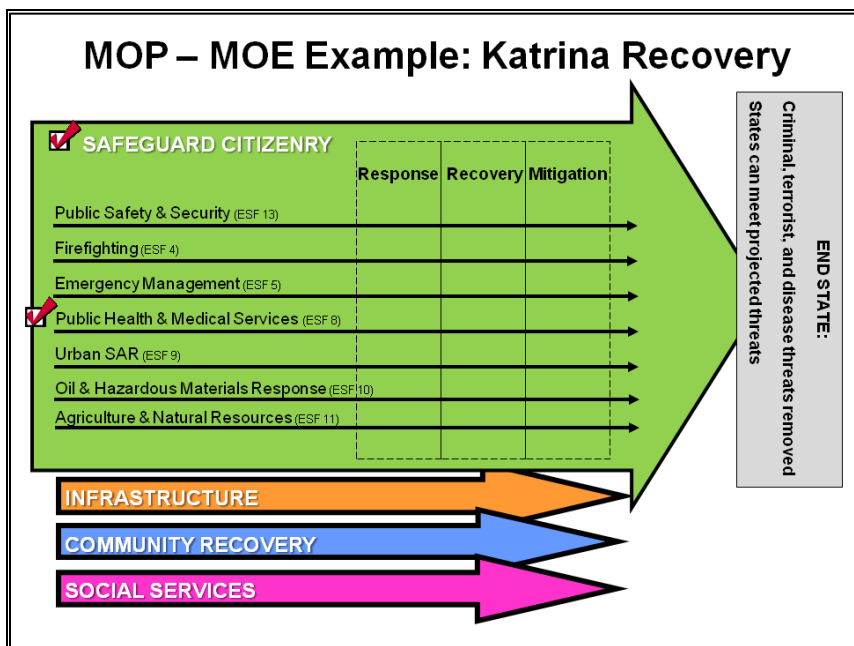 MOP – MOE Example: Katrina Recovery
SAFEGUARD CITIZENRY
Response Recovery Mitigation
Public Safety & Security (ESF 13)
Firefighting (ESF 4)
Emergency Management (ESF 5)
Public Health & Medical Services (ESF 8)
Urban SAR (ESF 9)
Oil & Hazardous Materials Response (ESF 10)
Agriculture & Natural Resources (ESF 11)
INFRASTRUCTURE
COMMUNITY RECOVERY
SOCIAL SERVICES
END STATE:
Criminal, terrorist, and disease threats removed
States can meet projected threats